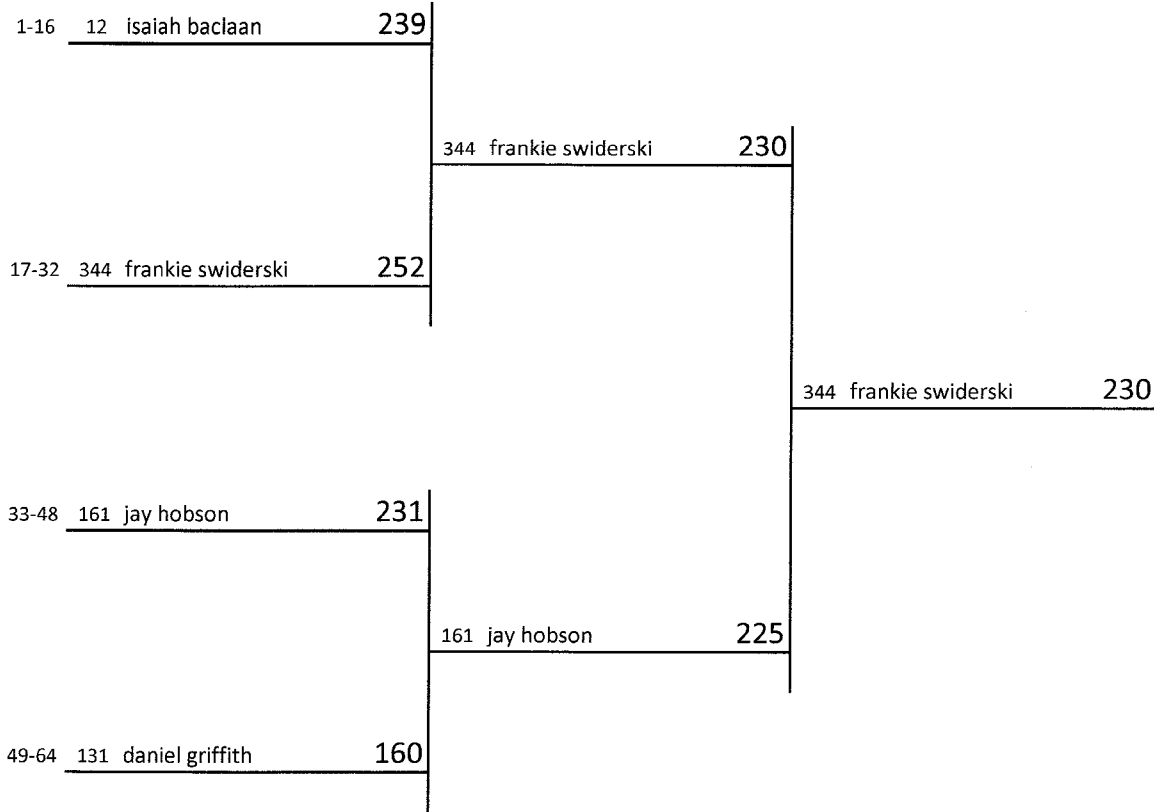 1-16 12 isaiah baclaan 239
344 frankie swiderski 230
17-32 344 frankie swiderski 252
344 frankie swiderski 230
33-48 161 jay hobson 231
161 jay hobson 225
49-64 131 daniel griffith 160